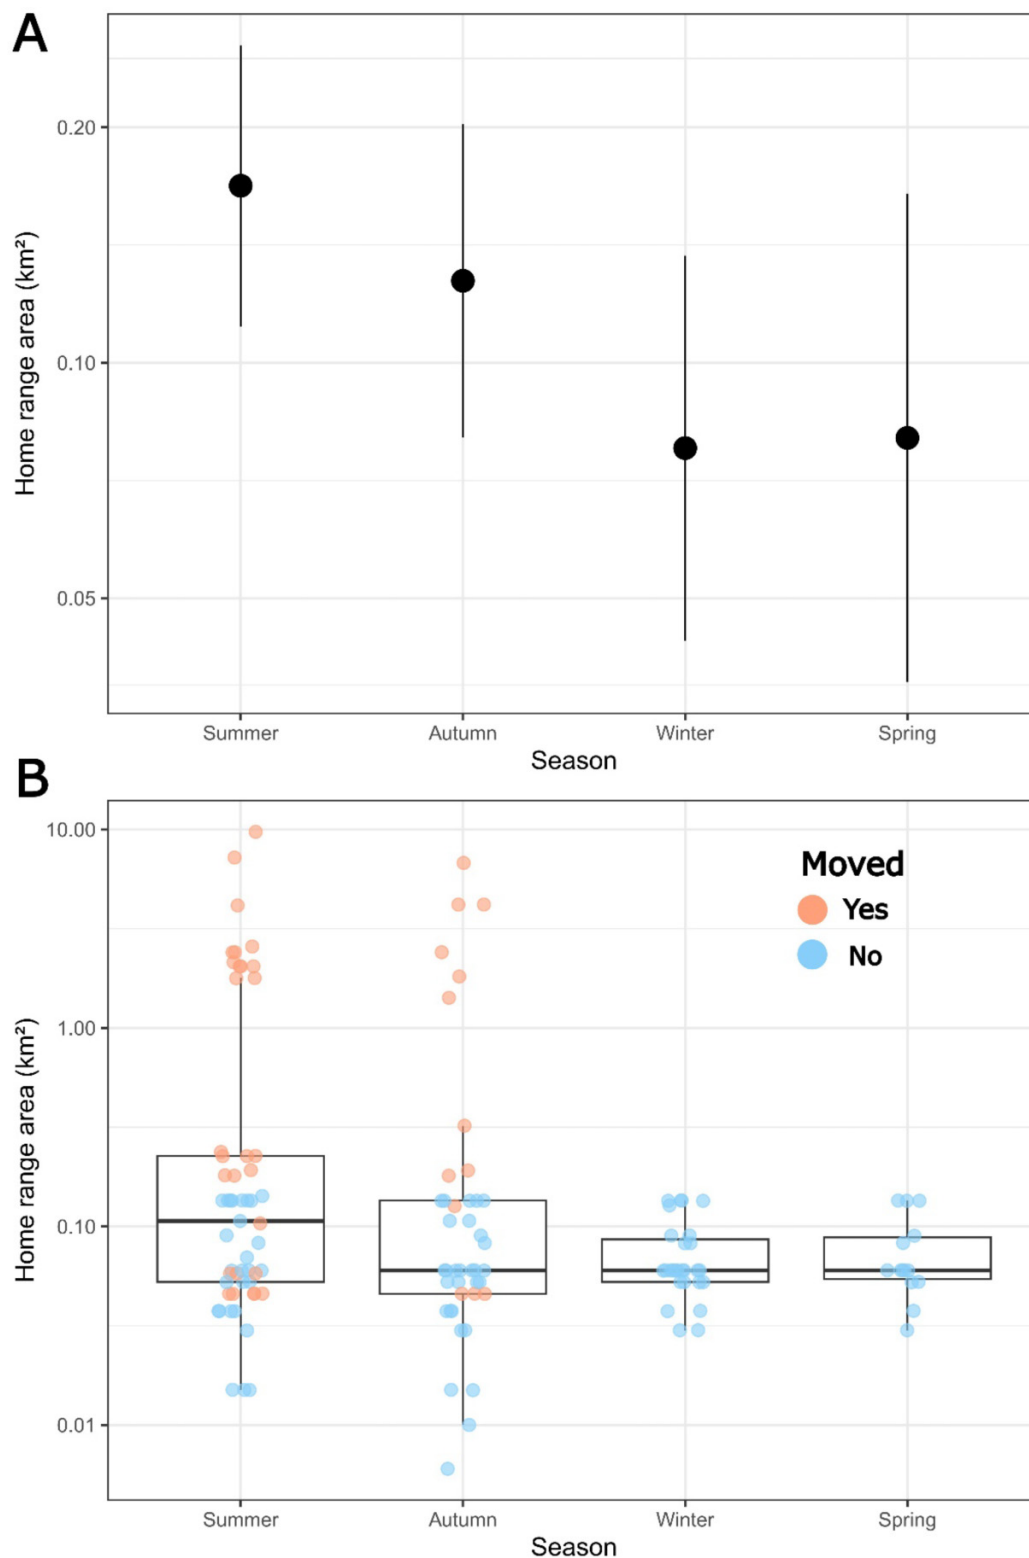 A
Home range area (km²)
0.20
0.10
0.05
Summer
Autumn
Winter
Spring
Season
B
Home range area (km²)
10.00
1.00
0.10
0.01
Moved
Yes
No
Summer
Autumn
Winter
Spring
Season